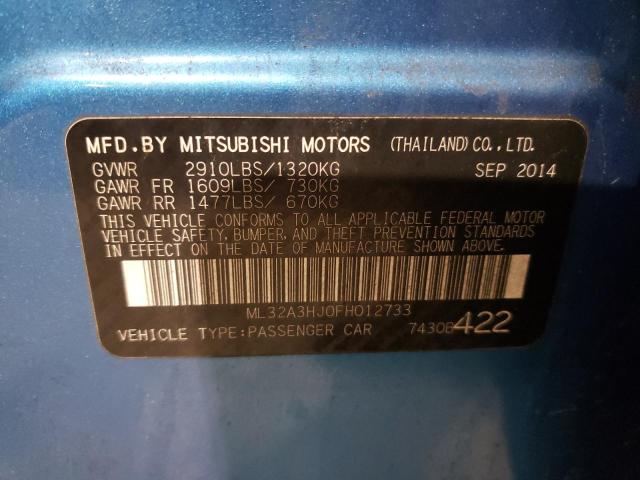 MFD.BY MITSUBISHI MOTORS (THAILAND) CO., LTD.
GVWR 2910LBS/1320KG SEP 2014
GAWR FR 1609LBS/ 730KG
GAWR RR 1477LBS/ 670KG
THIS VEHICLE CONFORMS TO ALL APPLICABLE FEDERAL MOTOR
VEHICLE SAFETY, BUMPER, AND THEFT PREVENTION STANDARDS
IN EFFECT ON THE DATE OF MANUFACTURE SHOWN ABOVE.
ML32A3HJ0FH012733
VEHICLE TYPE:PASSENGER CAR 7430B422